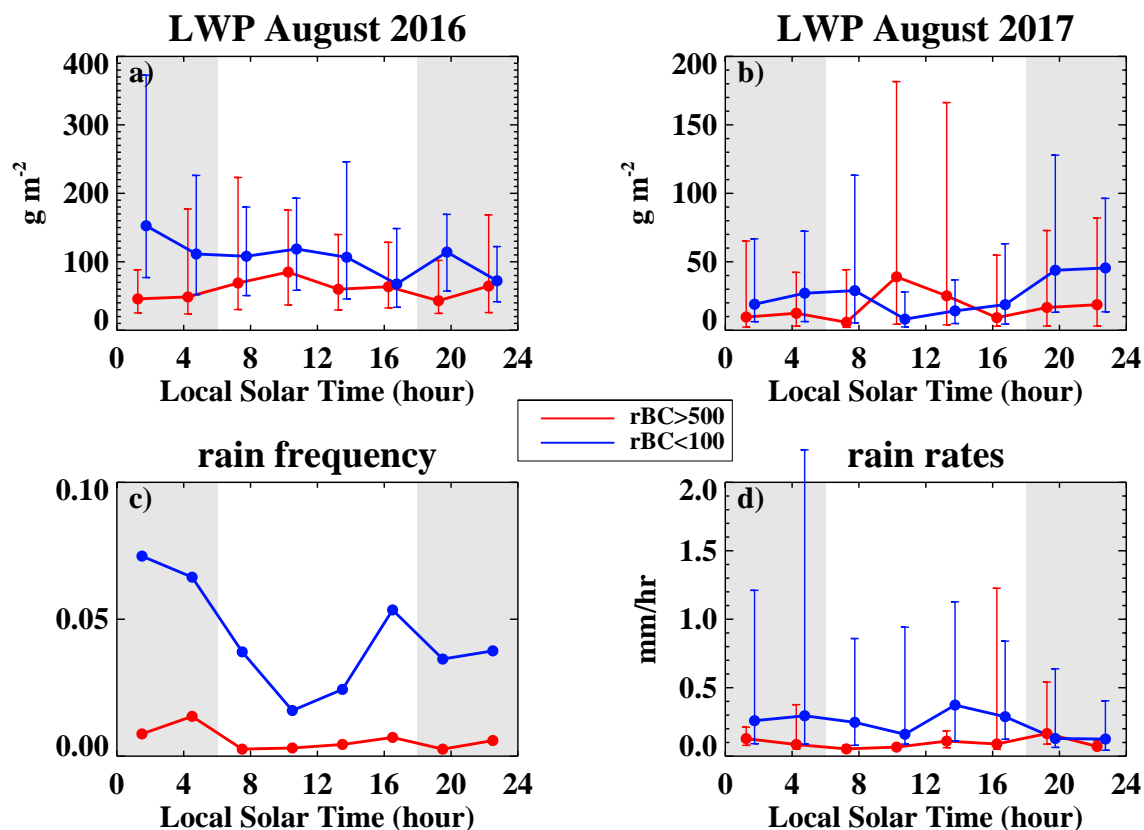 LWP August 2016
LWP August 2017
a)
400
300
200
100
0
g m-2
0 4 8 12 16 20 24
Local Solar Time (hour)
b)
200
150
100
50
0
g m-2
0 4 8 12 16 20 24
Local Solar Time (hour)
rBC>500
rBC<100
rain frequency
rain rates
c)
0.10
0.05
0.00
0 4 8 12 16 20 24
Local Solar Time (hour)
d)
2.0
1.5
1.0
0.5
0.0
mm/hr
0 4 8 12 16 20 24
Local Solar Time (hour)